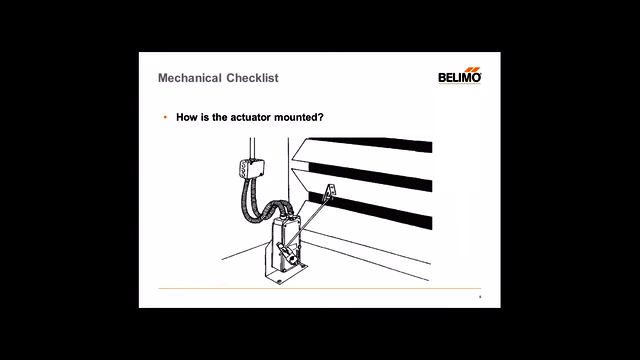 Mechanical Checklist
BELIMO
• How is the actuator mounted?